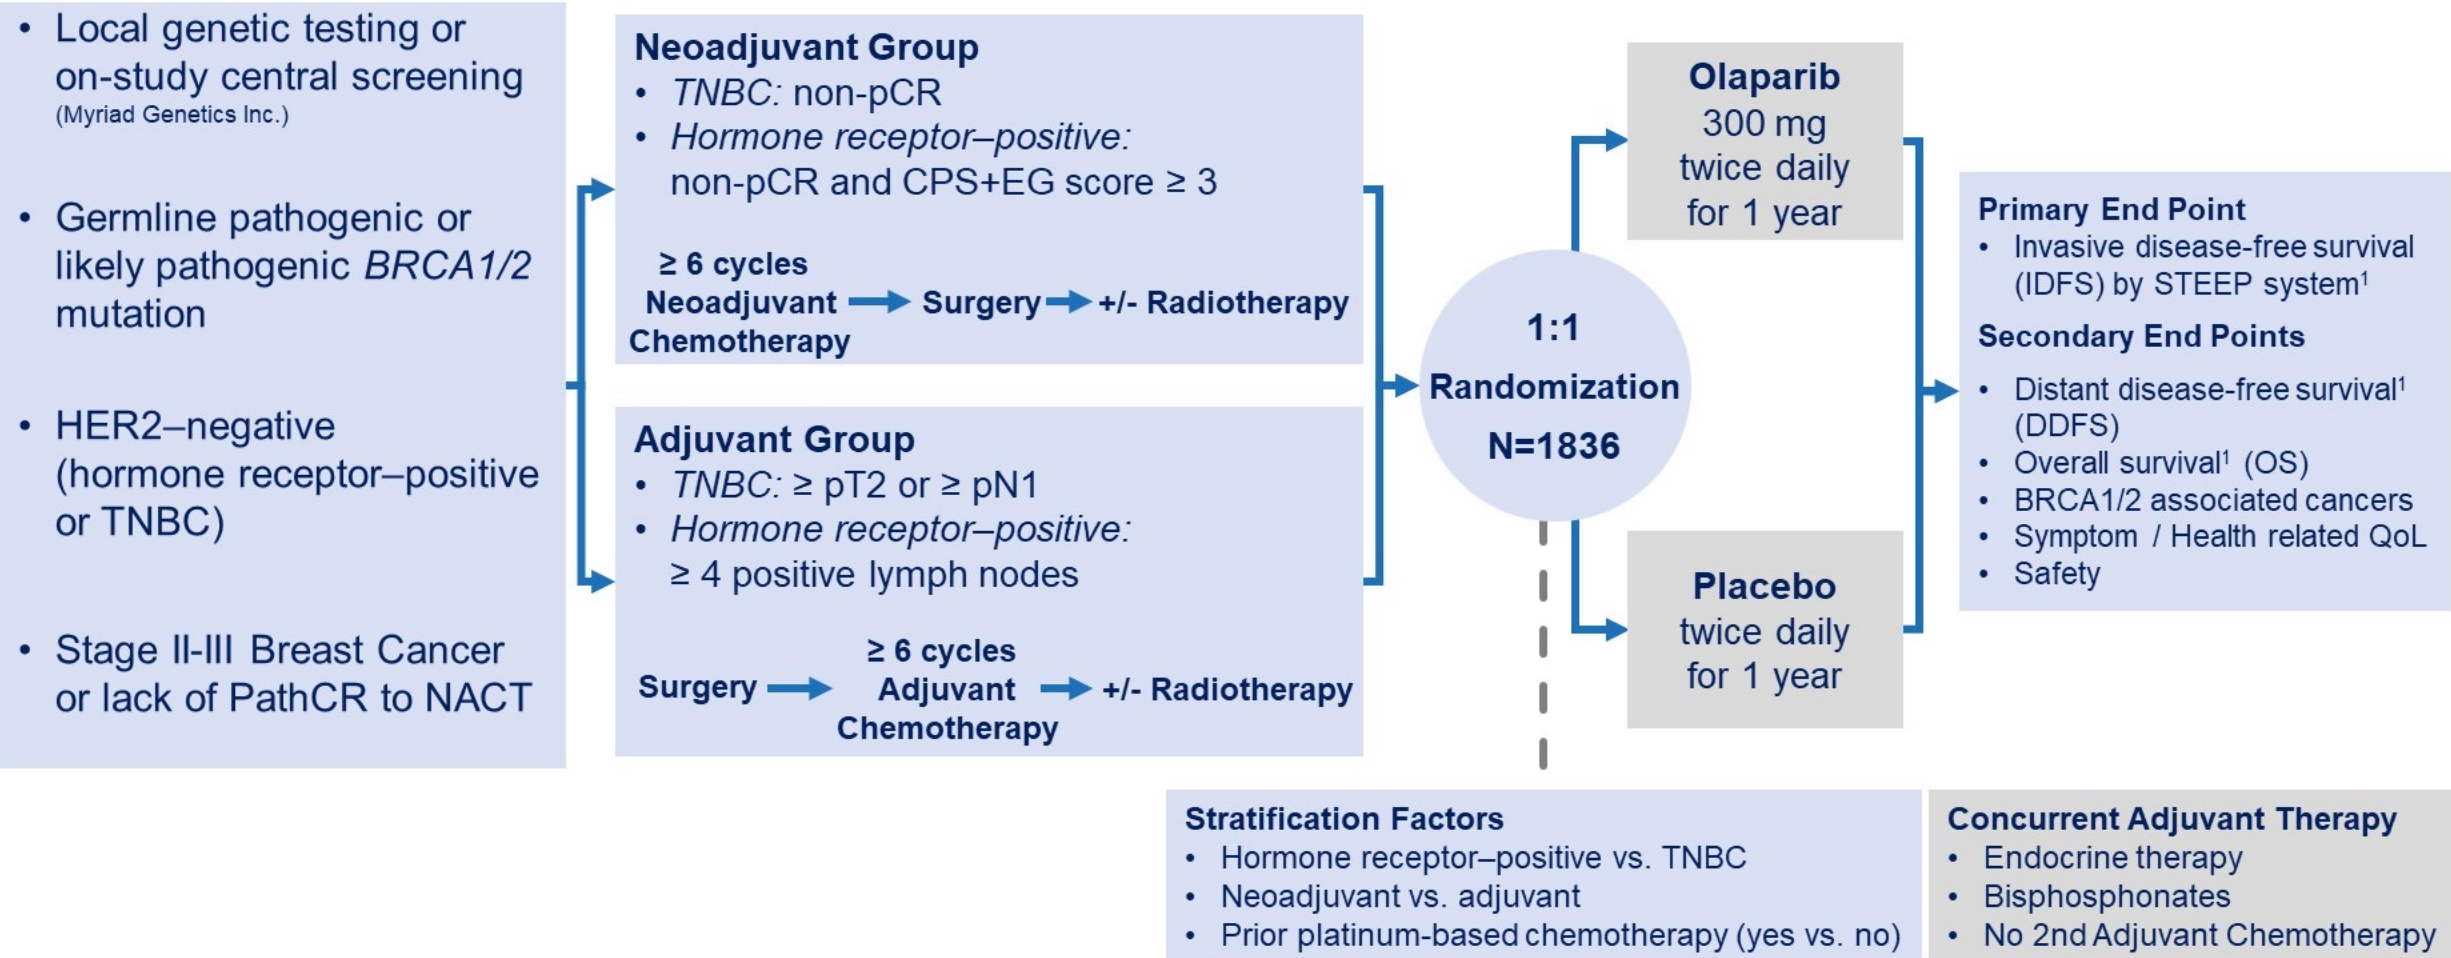 • Local genetic testing or
on-study central screening
(Myriad Genetics Inc.)
• Germline pathogenic or
likely pathogenic BRCA1/2
mutation
• HER2–negative
(hormone receptor–positive
or TNBC)
• Stage II-III Breast Cancer
or lack of PathCR to NACT
Neoadjuvant Group
• TNBC: non-pCR
• Hormone receptor–positive:
non-pCR and CPS+EG score ≥ 3
≥ 6 cycles
Neoadjuvant Surgery +/- Radiotherapy
Chemotherapy
Adjuvant Group
• TNBC: ≥ pT2 or ≥ pN1
• Hormone receptor–positive:
≥ 4 positive lymph nodes
≥ 6 cycles
Surgery Adjuvant +/- Radiotherapy
Chemotherapy
1:1
Randomization
N=1836
Olaparib
300 mg
twice daily
for 1 year
Placebo
twice daily
for 1 year
Primary End Point
• Invasive disease-free survival
(IDFS) by STEEP system¹
Secondary End Points
• Distant disease-free survival¹
(DDFS)
• Overall survival¹ (OS)
• BRCA1/2 associated cancers
• Symptom / Health related QoL
• Safety
Stratification Factors
• Hormone receptor–positive vs. TNBC
• Neoadjuvant vs. adjuvant
• Prior platinum-based chemotherapy (yes vs. no)
Concurrent Adjuvant Therapy
• Endocrine therapy
• Bisphosphonates
• No 2nd Adjuvant Chemotherapy